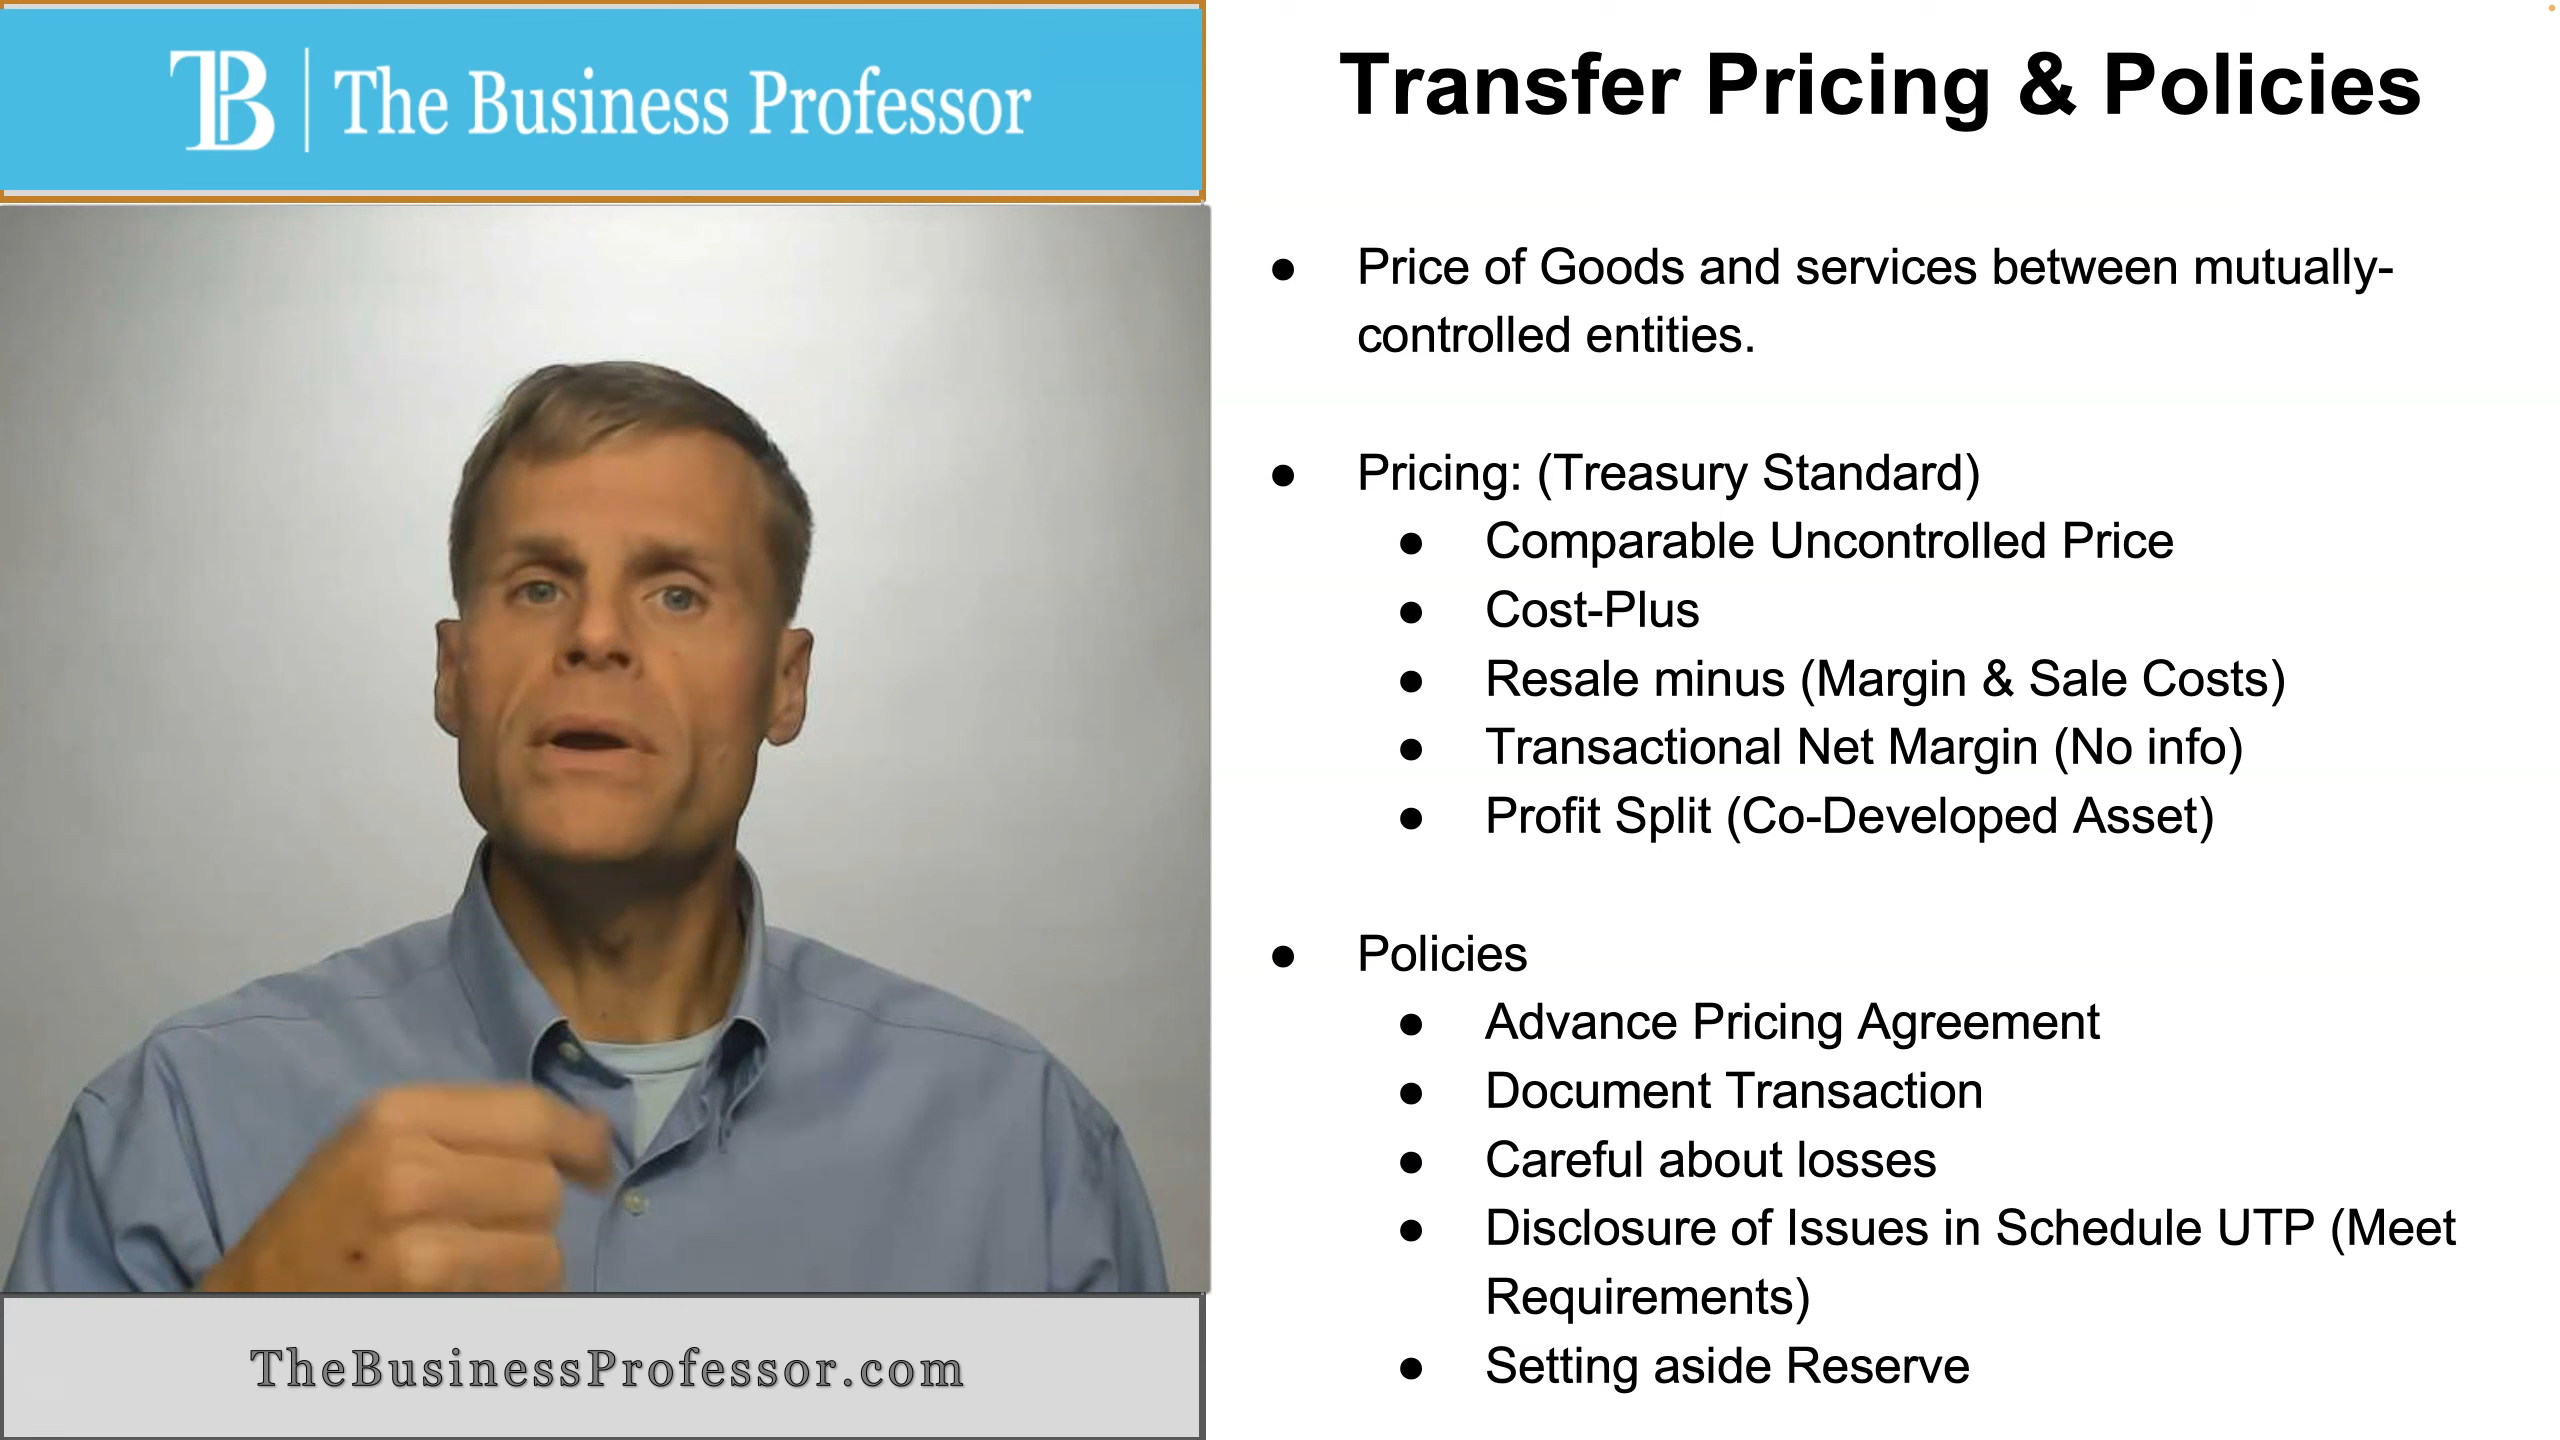 TB | The Business Professor
Transfer Pricing & Policies
● Price of Goods and services between mutually-
controlled entities.
● Pricing: (Treasury Standard)
● Comparable Uncontrolled Price
● Cost-Plus
● Resale minus (Margin & Sale Costs)
● Transactional Net Margin (No info)
● Profit Split (Co-Developed Asset)
● Policies
● Advance Pricing Agreement
● Document Transaction
● Careful about losses
● Disclosure of Issues in Schedule UTP (Meet
Requirements)
● Setting aside Reserve
TheBusinessProfessor.com